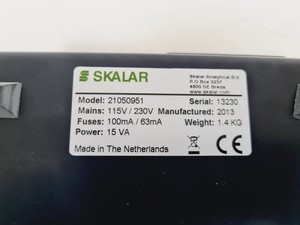 SKALAR
Skalar Analytical B.V.
P.O Box 3237
4800 DE Breda
www.skalar.com
Model: 21050951 Serial: 13230
Mains: 115V / 230V Manufactured: 2013
Fuses: 100mA / 63mA Weight: 1.4 KG
Power: 15 VA
Made in The Netherlands